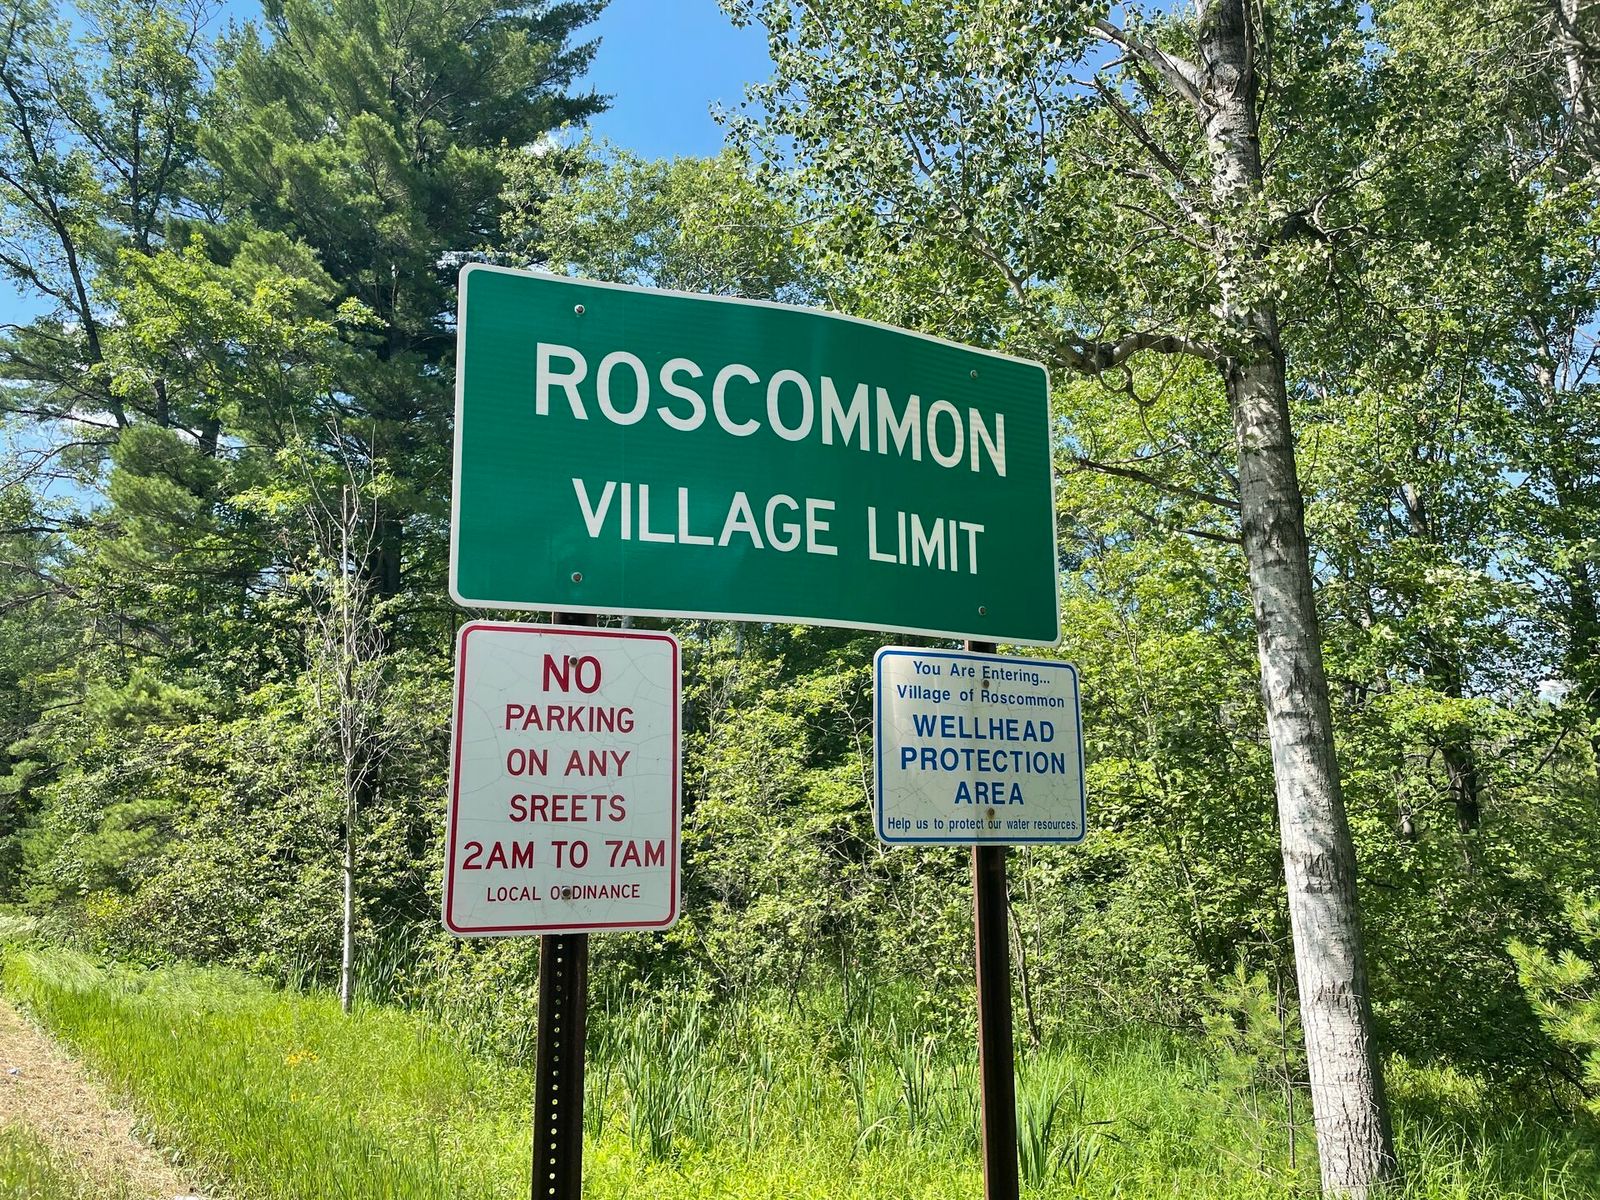 ROSCOMMON
VILLAGE LIMIT
NO
PARKING
ON ANY
SREETS
2AM TO 7AM
LOCAL ORDINANCE
You Are Entering...
Village of Roscommon
WELLHEAD
PROTECTION
AREA
Help us to protect our water resources.